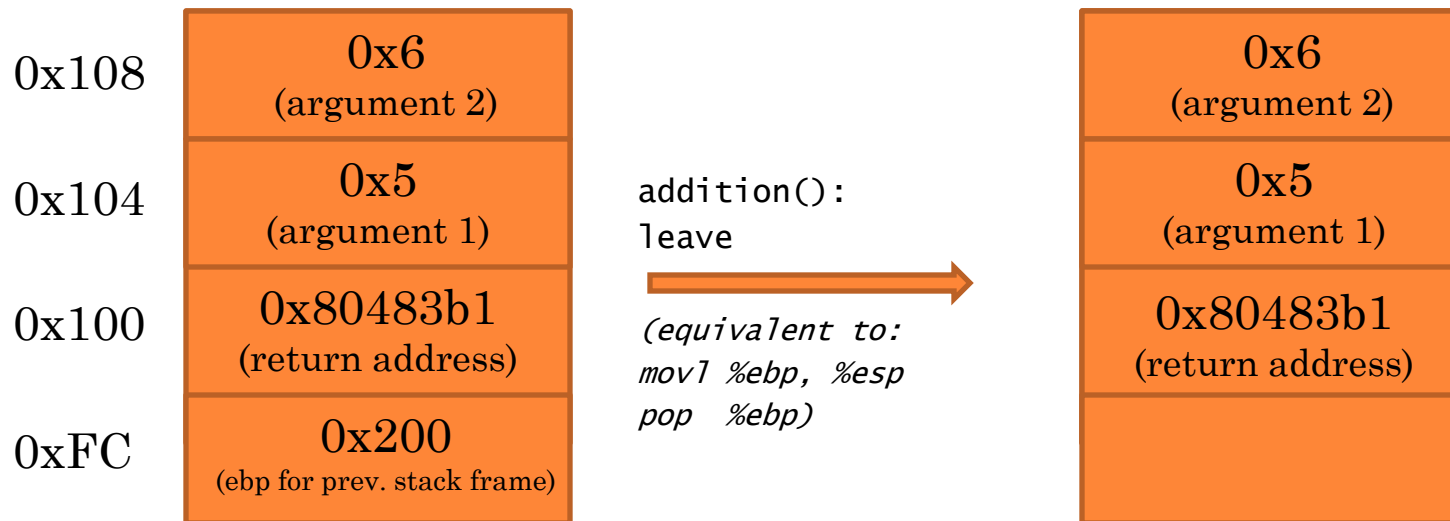 0x108
0x6
(argument 2)
0x104
0x5
(argument 1)
0x100
0x80483b1
(return address)
0xFC
0x200
(ebp for prev. stack frame)
addition():
leave
(equivalent to:
movl %ebp, %esp
pop  %ebp)
0x6
(argument 2)
0x5
(argument 1)
0x80483b1
(return address)